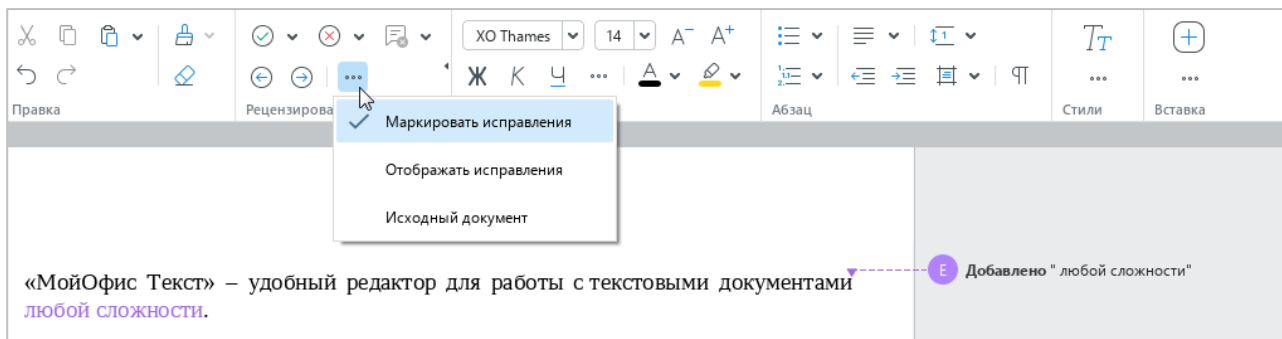 XO Thames 14 A⁻ A⁺
Ж К Ч ... А
Правка Рецензирова Абзац Стили Вставка
Маркировать исправления
Отображать исправления
Исходный документ
«МойОфис Текст» – удобный редактор для работы с текстовыми документами
любой сложности.
Е Добавлено " любой сложности"